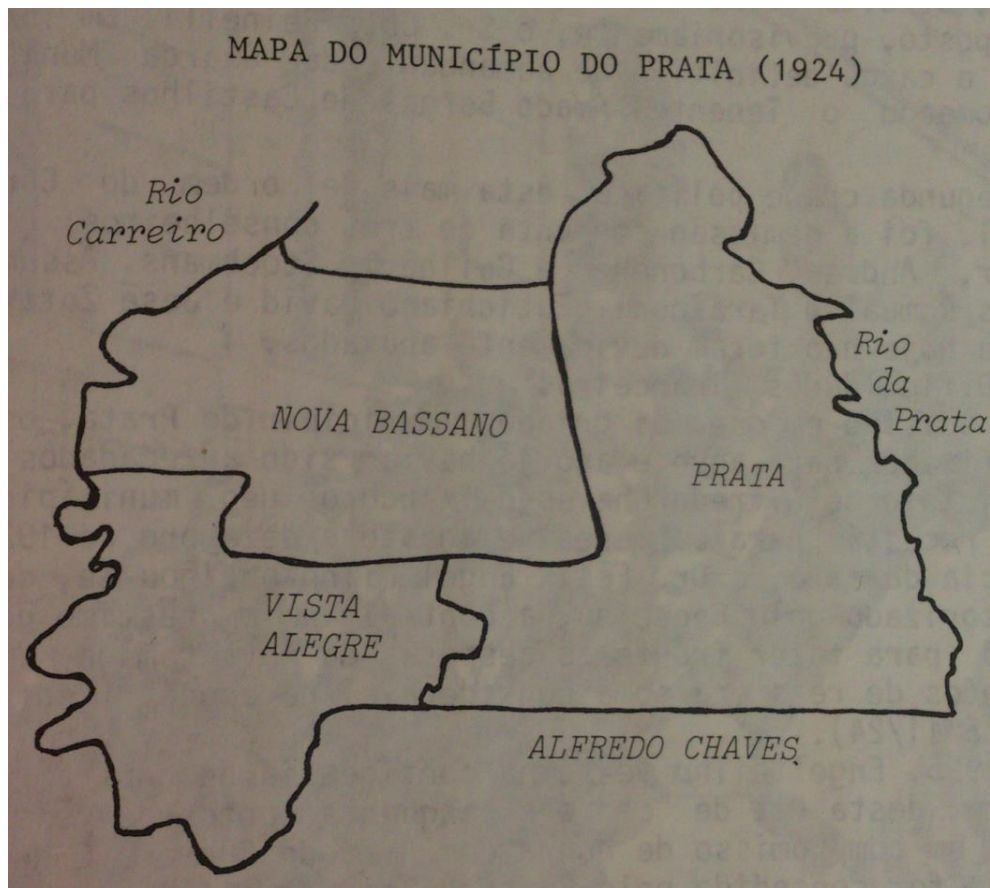 MAPA DO MUNICÍPIO DO PRATA (1924)
Rio
Carreiro
Rio
da
Prata
NOVA BASSANO
PRATA
VISTA
ALEGRE
ALFREDO CHAVES